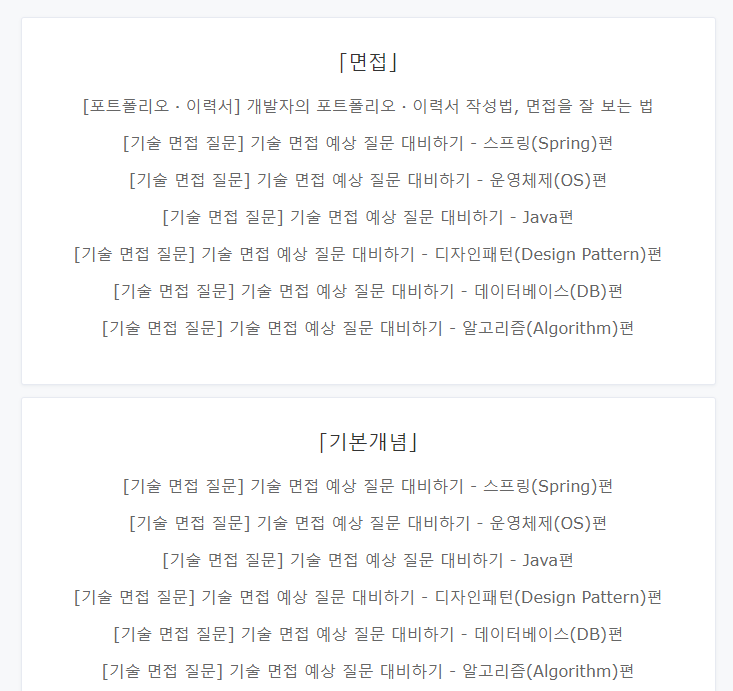 「면접」
[포트폴리오 · 이력서] 개발자의 포트폴리오 · 이력서 작성법, 면접을 잘 보는 법
[기술 면접 질문] 기술 면접 예상 질문 대비하기 - 스프링(Spring)편
[기술 면접 질문] 기술 면접 예상 질문 대비하기 - 운영체제(OS)편
[기술 면접 질문] 기술 면접 예상 질문 대비하기 - Java편
[기술 면접 질문] 기술 면접 예상 질문 대비하기 - 디자인패턴(Design Pattern)편
[기술 면접 질문] 기술 면접 예상 질문 대비하기 - 데이터베이스(DB)편
[기술 면접 질문] 기술 면접 예상 질문 대비하기 - 알고리즘(Algorithm)편
「기본개념」
[기술 면접 질문] 기술 면접 예상 질문 대비하기 - 스프링(Spring)편
[기술 면접 질문] 기술 면접 예상 질문 대비하기 - 운영체제(OS)편
[기술 면접 질문] 기술 면접 예상 질문 대비하기 - Java편
[기술 면접 질문] 기술 면접 예상 질문 대비하기 - 디자인패턴(Design Pattern)편
[기술 면접 질문] 기술 면접 예상 질문 대비하기 - 데이터베이스(DB)편
[기술 면접 질문] 기술 면접 예상 질문 대비하기 - 알고리즘(Algorithm)편